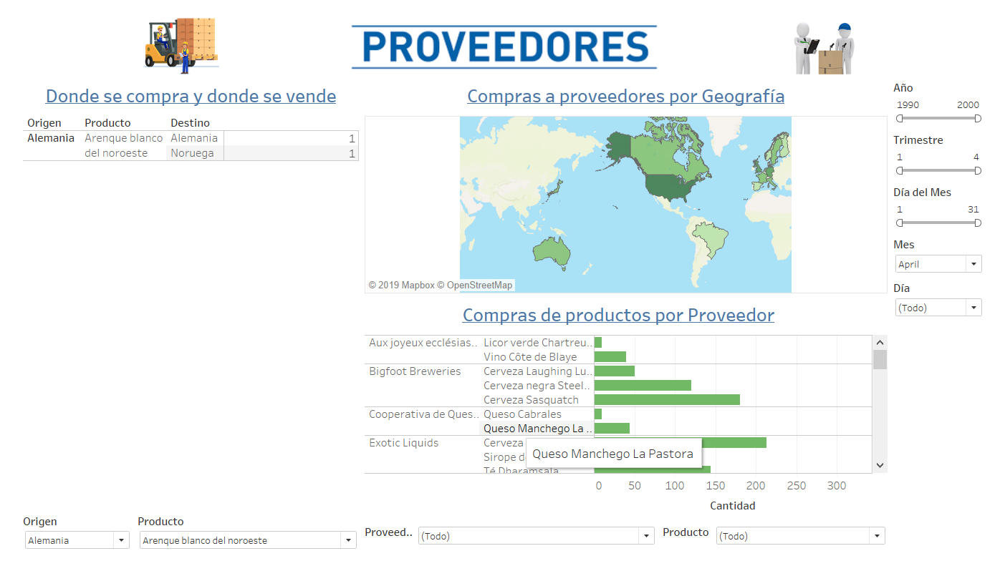 PROVEEDORES
Donde se compra y donde se vende
Origen Producto Destino
Alemania Arenque blanco Alemania 1
del noroeste Noruega 1
Compras a proveedores por Geografía
© 2019 Mapbox © OpenStreetMap
Compras de productos por Proveedor
Aux joyeux ecclésias.. Licor verde Chartreu..
Vino Côte de Blaye
Bigfoot Breweries Cerveza Laughing Lu..
Cerveza negra Steel..
Cerveza Sasquatch
Cooperativa de Ques.. Queso Cabrales
Queso Manchego La ..
Exotic Liquids Cerveza
Sirope d
Queso Manchego La Pastora
Té Dharamsala
0 50 100 150 200 250 300
Cantidad
Año
1990 2000
Trimestre
1 4
Día del Mes
1 31
Mes
April
Día
(Todo)
Origen Producto
Alemania Arenque blanco del noroeste
Proveed.. (Todo) Producto (Todo)